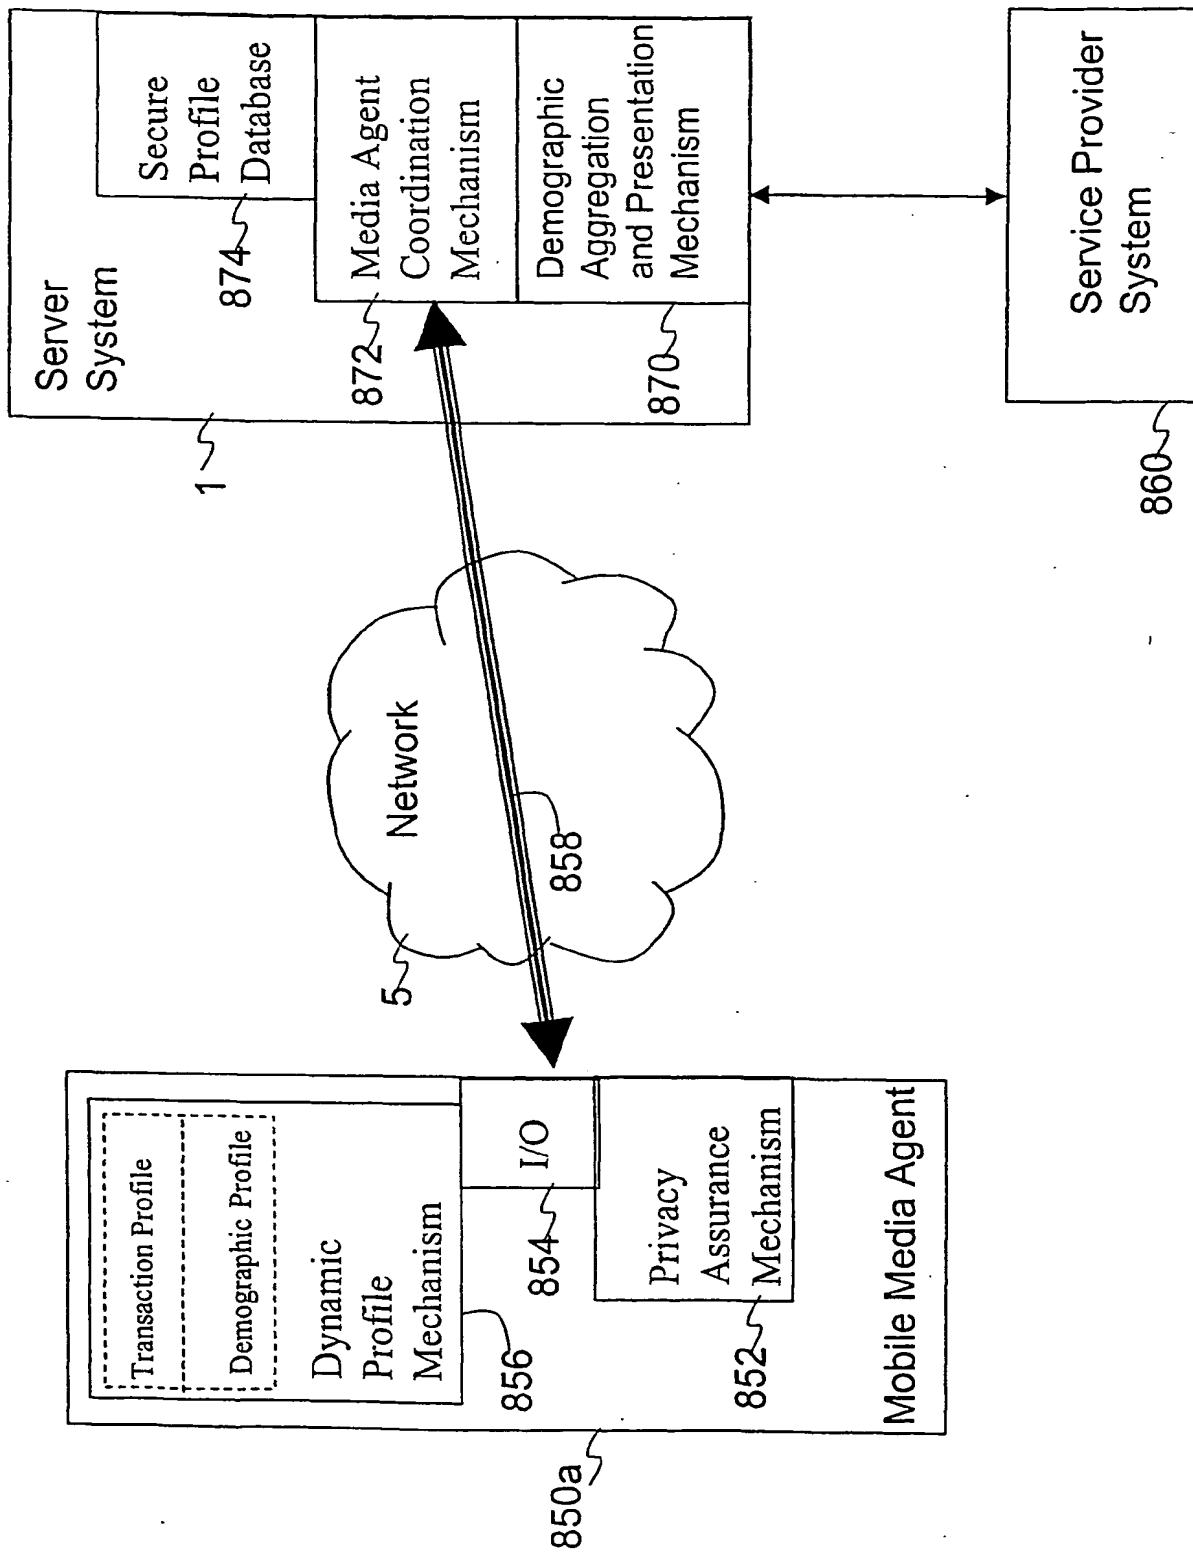 Transaction Profile
Demographic Profile
Dynamic
Profile
Mechanism
856
I/O
854
Privacy
Assurance
Mechanism
852
Mobile Media Agent
850a
Network
5
858
Server
System
1
Secure
Profile
Database
874
Media Agent
Coordination
Mechanism
872
Demographic
Aggregation
and Presentation
Mechanism
870
Service Provider
System
860